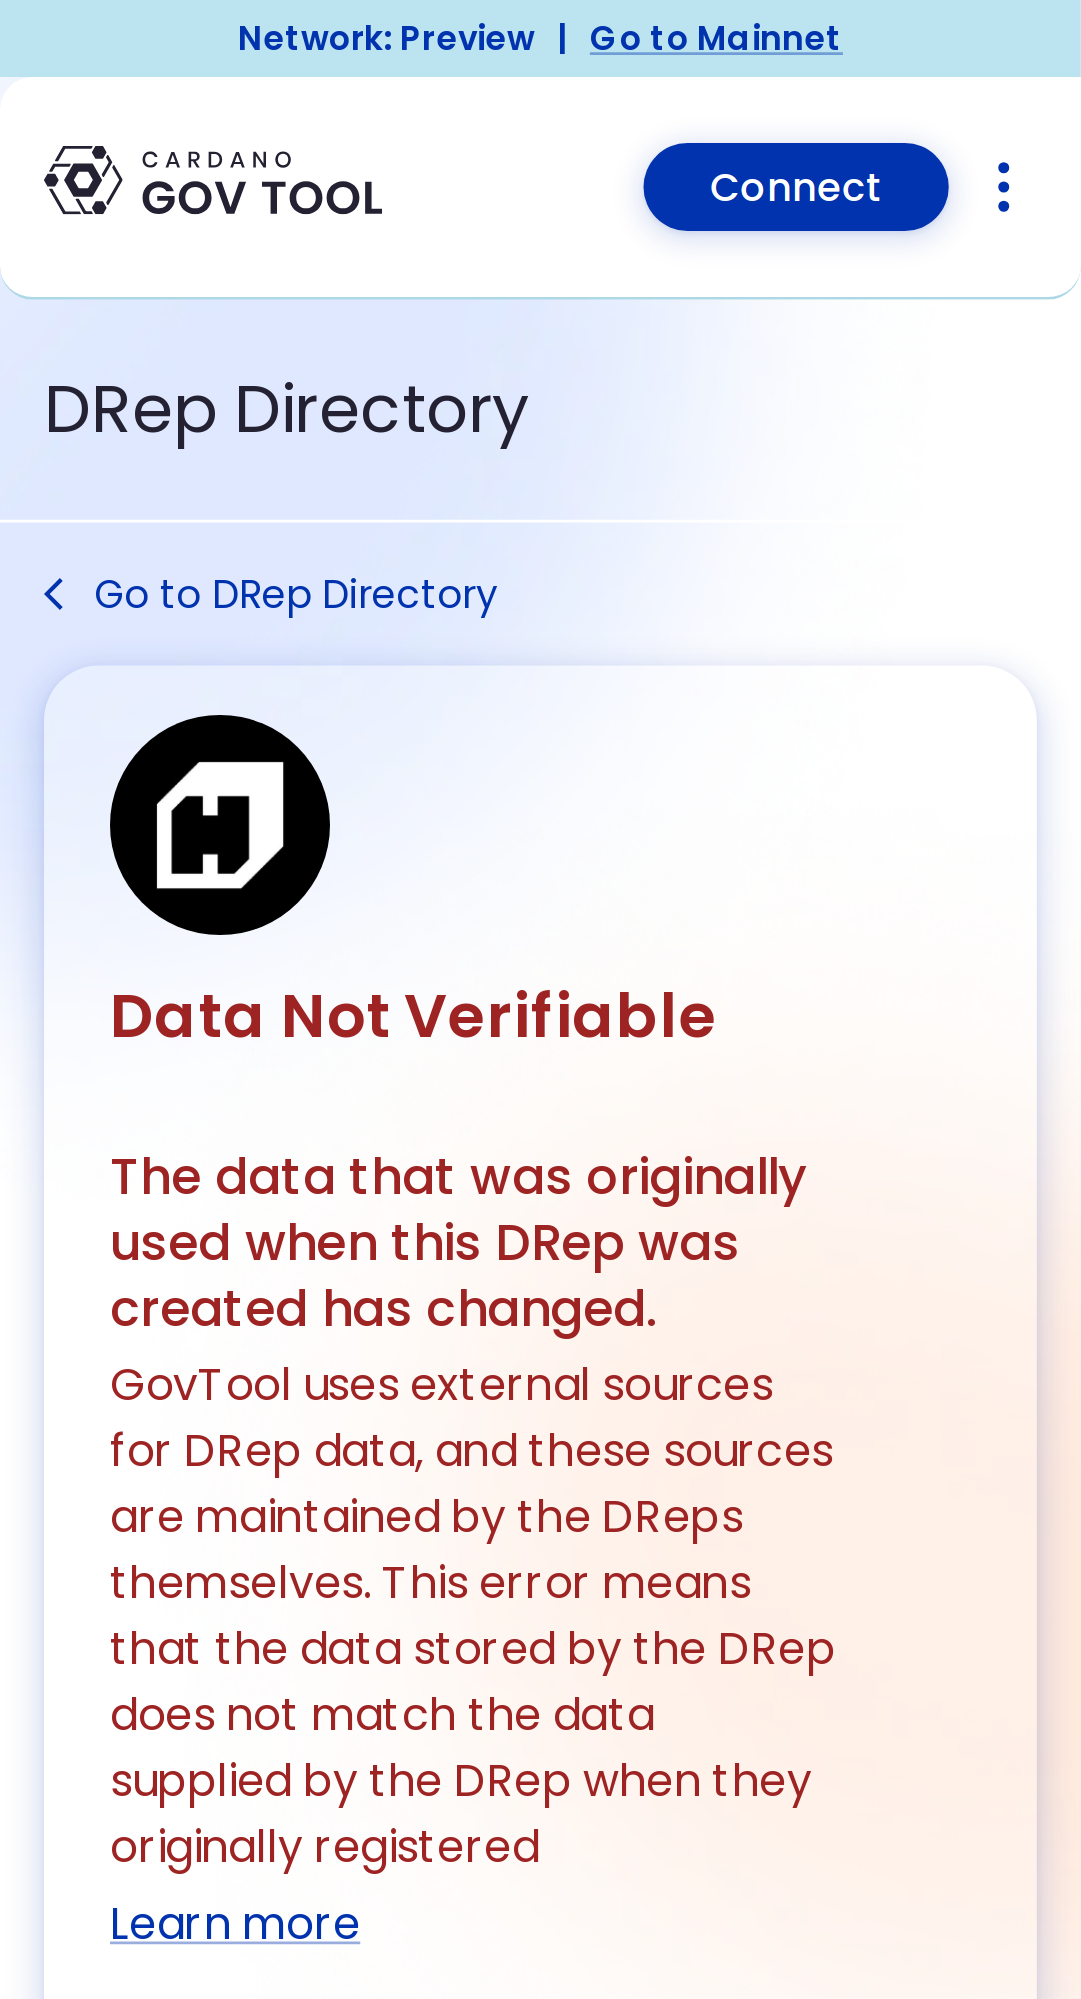 Network: Preview | Go to Mainnet
CARDANO
GOV TOOL
Connect
DRep Directory
Go to DRep Directory
Data Not Verifiable
The data that was originally
used when this DRep was
created has changed.
GovTool uses external sources
for DRep data, and these sources
are maintained by the DReps
themselves. This error means
that the data stored by the DRep
does not match the data
supplied by the DRep when they
originally registered
Learn more